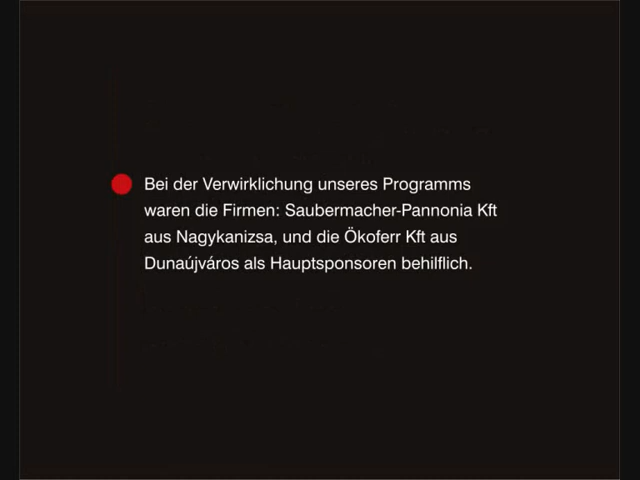 Bei der Verwirklichung unseres Programms
waren die Firmen: Saubermacher-Pannonia Kft
aus Nagykanizsa, und die Ökoferr Kft aus
Dunaújváros als Hauptsponsoren behilflich.